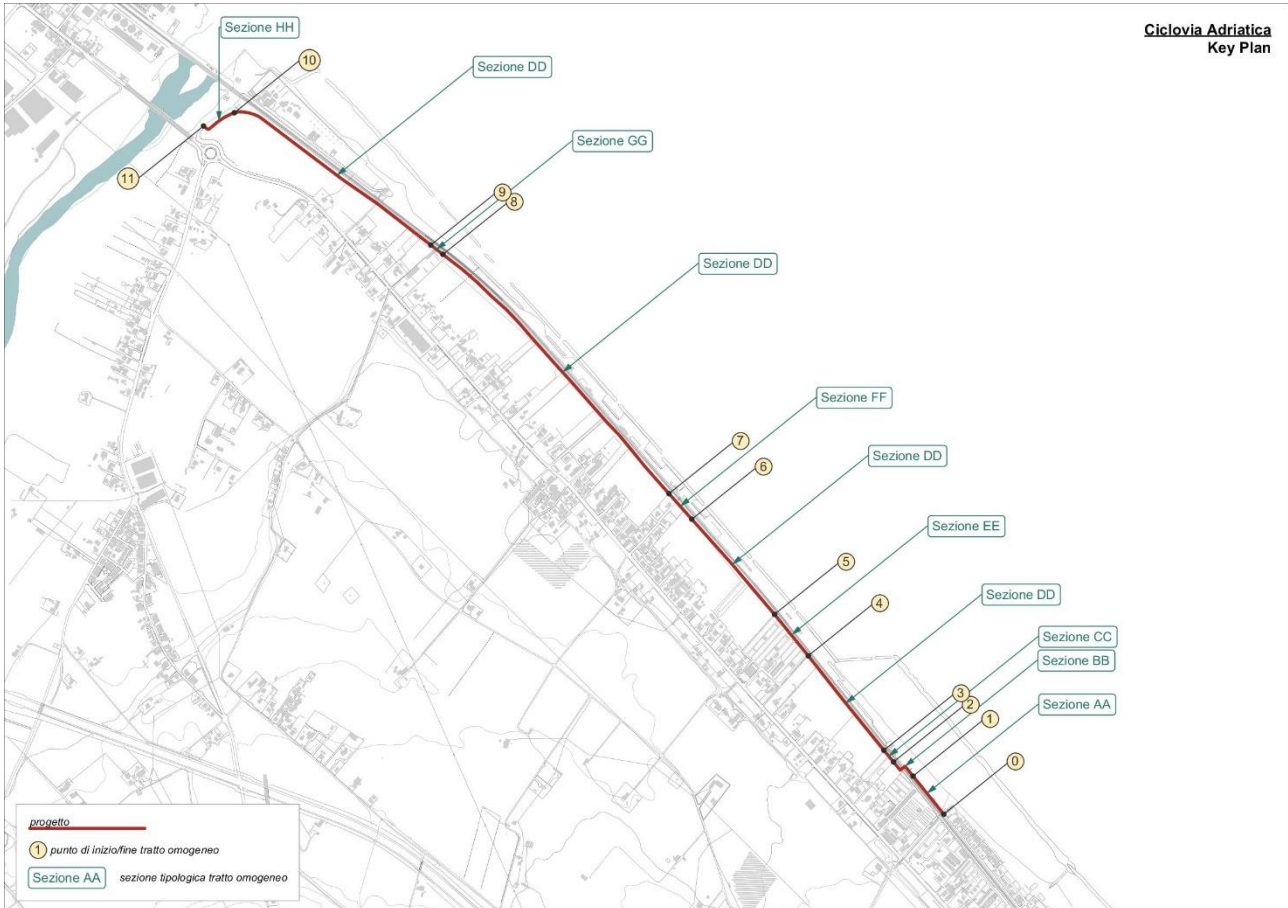 Ciclovia Adriatica
Key Plan
Sezione HH
10
Sezione DD
Sezione GG
11
9
8
Sezione DD
Sezione FF
7
6
Sezione DD
Sezione EE
5
4
Sezione DD
Sezione CC
Sezione BB
3
2
Sezione AA
1
0
progetto
1 punto di inizio/fine tratto omogeneo
Sezione AA sezione tipologica tratto omogeneo